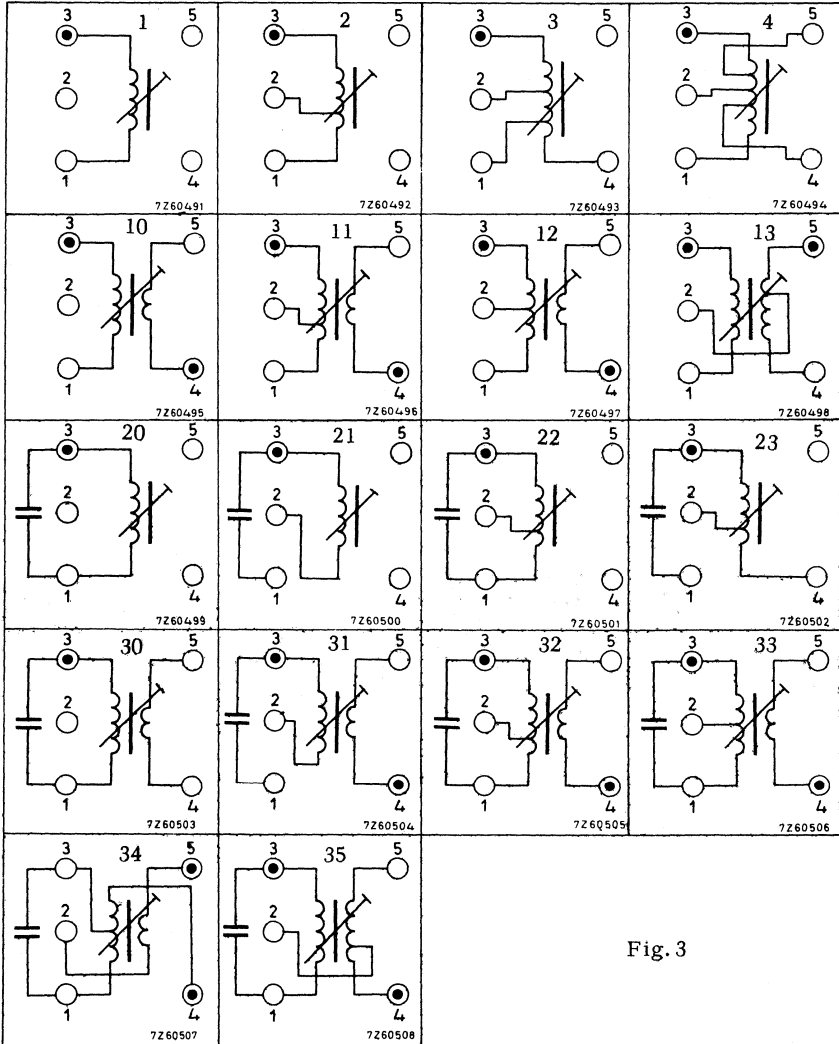 3 1 5
2
1 4
7Z60491
3 2 5
2
1 4
7Z60492
3 3 5
2
1 4
7Z60493
3 4 5
2
1 4
7Z60494
3 10 5
2
1 4
7Z60495
3 11 5
2
1 4
7Z60496
3 12 5
2
1 4
7Z60497
3 13 5
2
1 4
7Z60498
3 20 5
2
1 4
7Z60499
3 21 5
2
1 4
7Z60500
3 22 5
2
1 4
7Z60501
3 23 5
2
1 4
7Z60502
3 30 5
2
1 4
7Z60503
3 31 5
2
1 4
7Z60504
3 32 5
2
1 4
7Z60505
3 33 5
2
1 4
7Z60506
3 34 5
2
1 4
7Z60507
3 35 5
2
1 4
7Z60508
Fig. 3